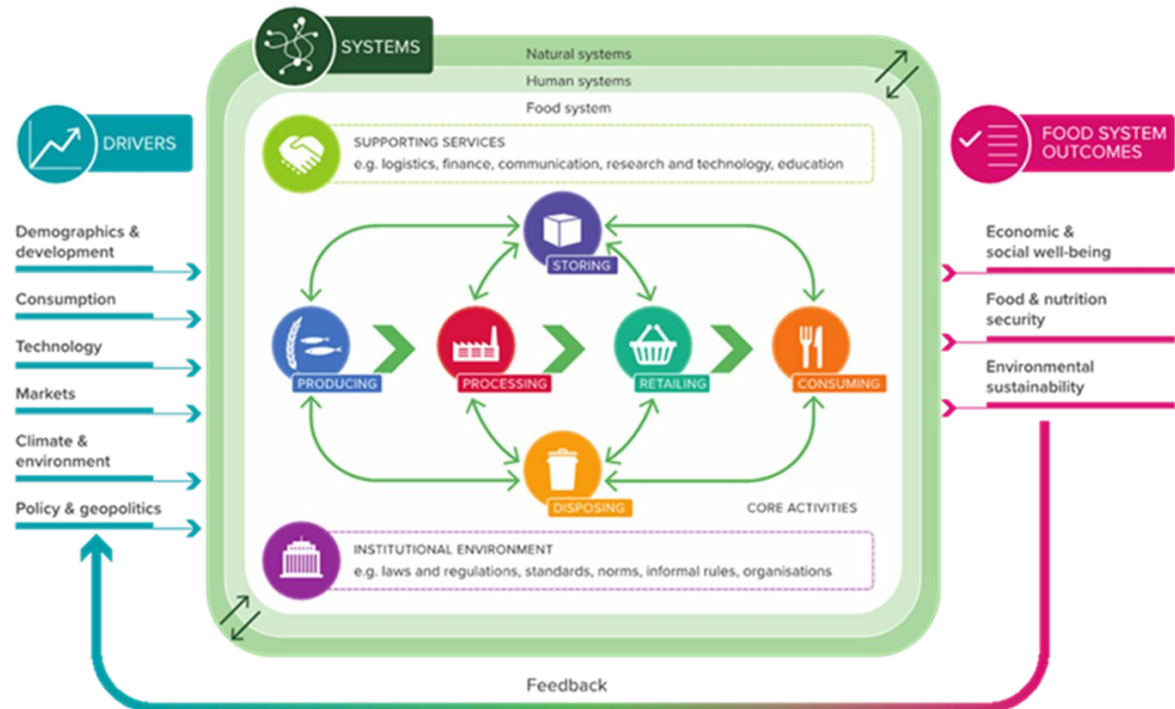 SYSTEMS
Natural systems
Human systems
Food system
DRIVERS
Demographics &
development
Consumption
Technology
Markets
Climate &
environment
Policy & geopolitics
SUPPORTING SERVICES
e.g. logistics, finance, communication, research and technology, education
STORING
PRODUCING
PROCESSING
RETAILING
CONSUMING
DISPOSING
CORE ACTIVITIES
INSTITUTIONAL ENVIRONMENT
e.g. laws and regulations, standards, norms, informal rules, organisations
FOOD SYSTEM
OUTCOMES
Economic &
social well-being
Food & nutrition
security
Environmental
sustainability
Feedback